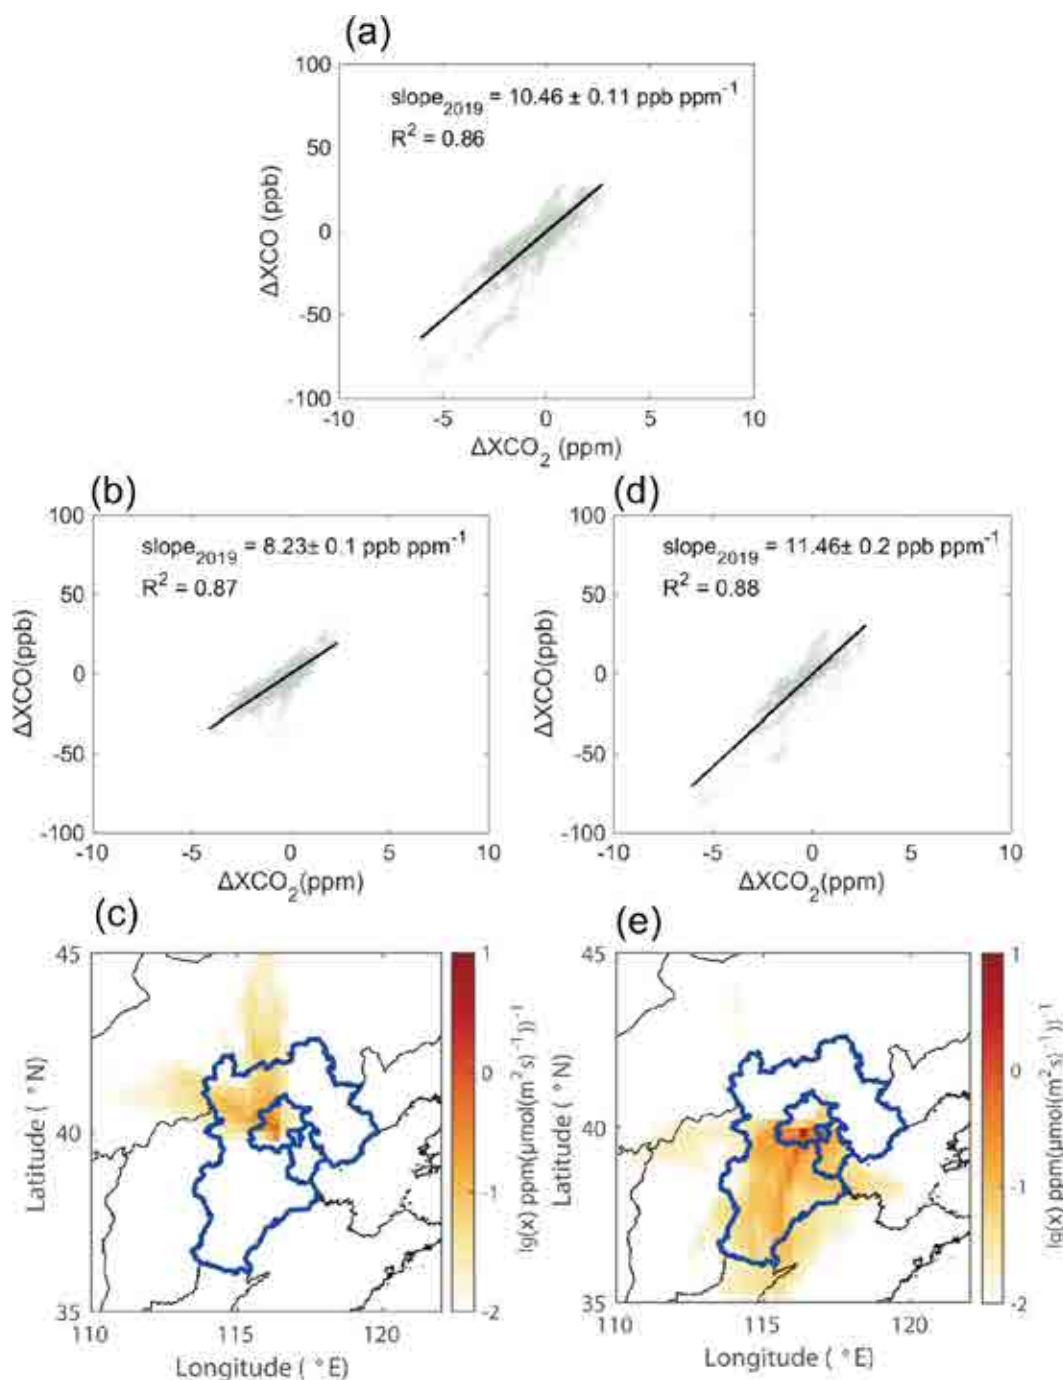 (a)
100
50
0
-50
-100
ΔXCO (ppb)
slope₂₀₁₉ = 10.46 ± 0.11 ppb ppm⁻¹
R² = 0.86
-10 -5 0 5 10
ΔXCO₂ (ppm)
(b)
100
50
0
-50
-100
ΔXCO(ppb)
slope₂₀₁₉ = 8.23± 0.1 ppb ppm⁻¹
R² = 0.87
-10 -5 0 5 10
ΔXCO₂(ppm)
(d)
100
50
0
-50
-100
ΔXCO(ppb)
slope₂₀₁₉ = 11.46± 0.2 ppb ppm⁻¹
R² = 0.88
-10 -5 0 5 10
ΔXCO₂(ppm)
(c)
45
40
35
Latitude ( °N)
110 115 120
Longitude ( °E)
1
0
-1
-2
lg(x) ppm(μmol(m² s⁻¹))⁻¹
(e)
45
40
35
Latitude ( °N)
110 115 120
Longitude ( °E)
1
0
-1
-2
lg(x) ppm(μmol(m² s⁻¹))⁻¹